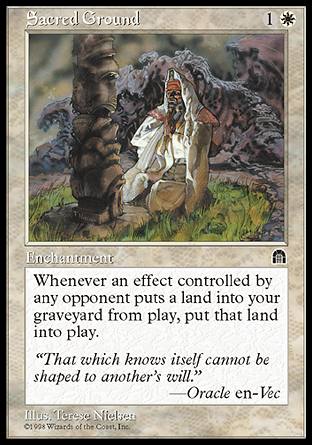 Sacred Ground 1
Enchantment
Whenever an effect controlled by
any opponent puts a land into your
graveyard from play, put that land
into play.
“That which knows itself cannot be
shaped to another’s will.”
—Oracle en-Vec
Illus. Terese Nielsen
©1998 Wizards of the Coast, Inc.